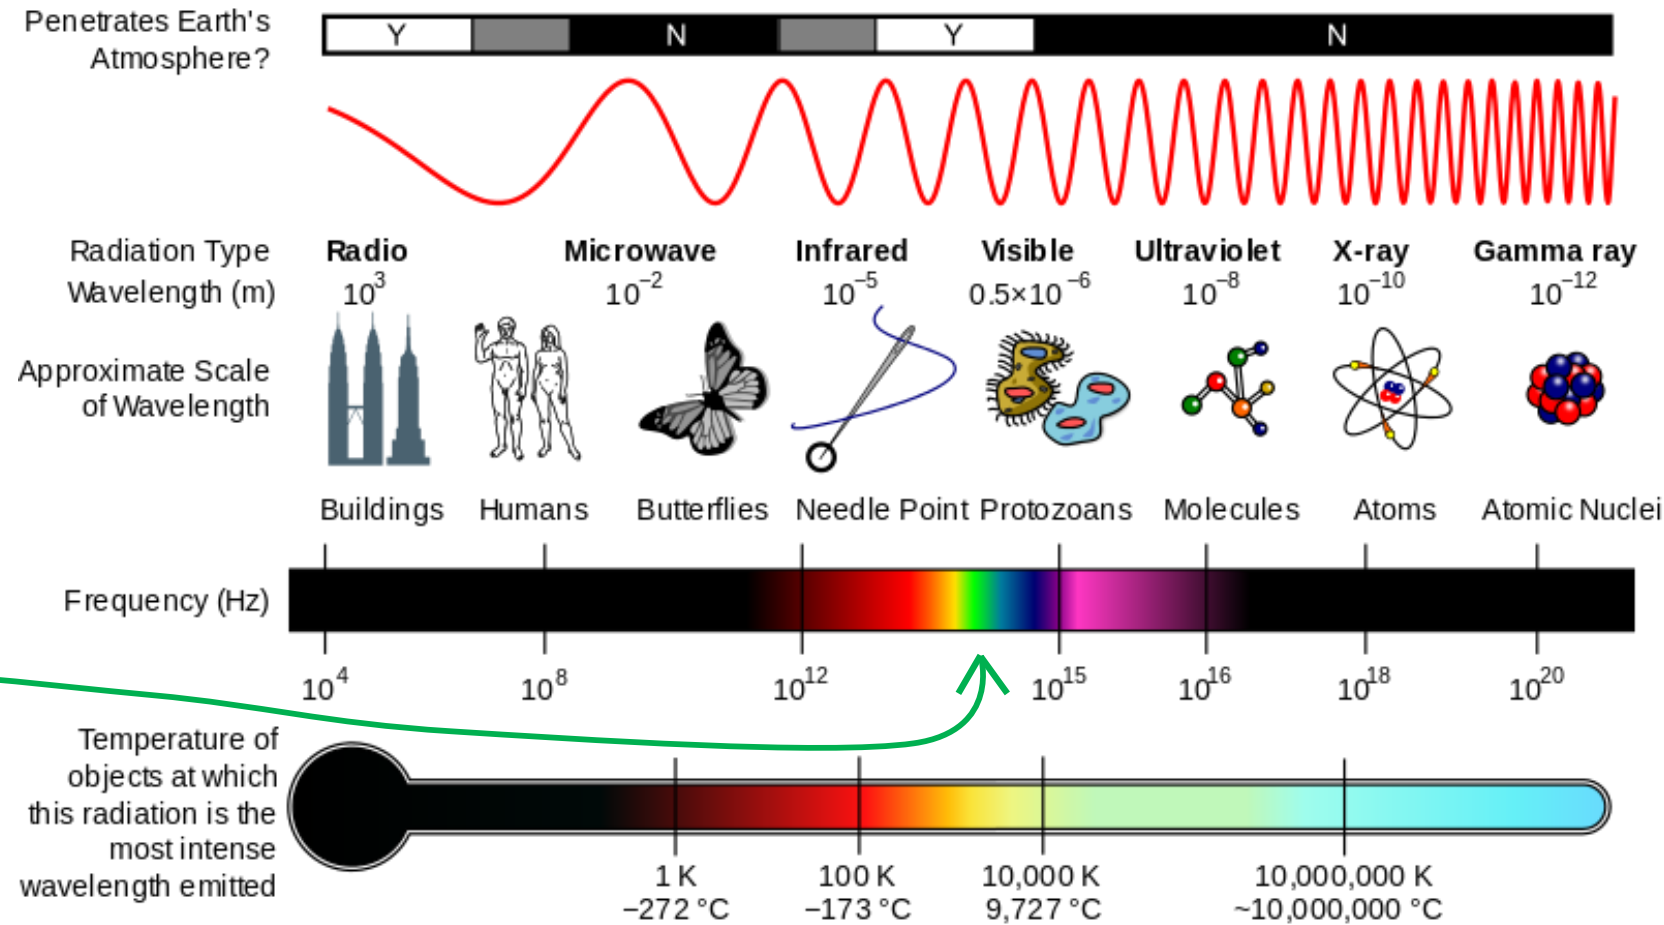 Penetrates Earth's
Atmosphere?
Y N Y N
Radiation Type Radio Microwave Infrared Visible Ultraviolet X-ray Gamma ray
Wavelength (m) 10³ 10⁻² 10⁻⁵ 0.5×10⁻⁶ 10⁻⁸ 10⁻¹⁰ 10⁻¹²
Approximate Scale
of Wavelength
Buildings Humans Butterflies Needle Point Protozoans Molecules Atoms Atomic Nuclei
Frequency (Hz)
10⁴ 10⁸ 10¹² 10¹⁵ 10¹⁶ 10¹⁸ 10²⁰
Temperature of
objects at which
this radiation is the
most intense
wavelength emitted
1 K 100 K 10,000 K 10,000,000 K
−272 °C −173 °C 9,727 °C ~10,000,000 °C